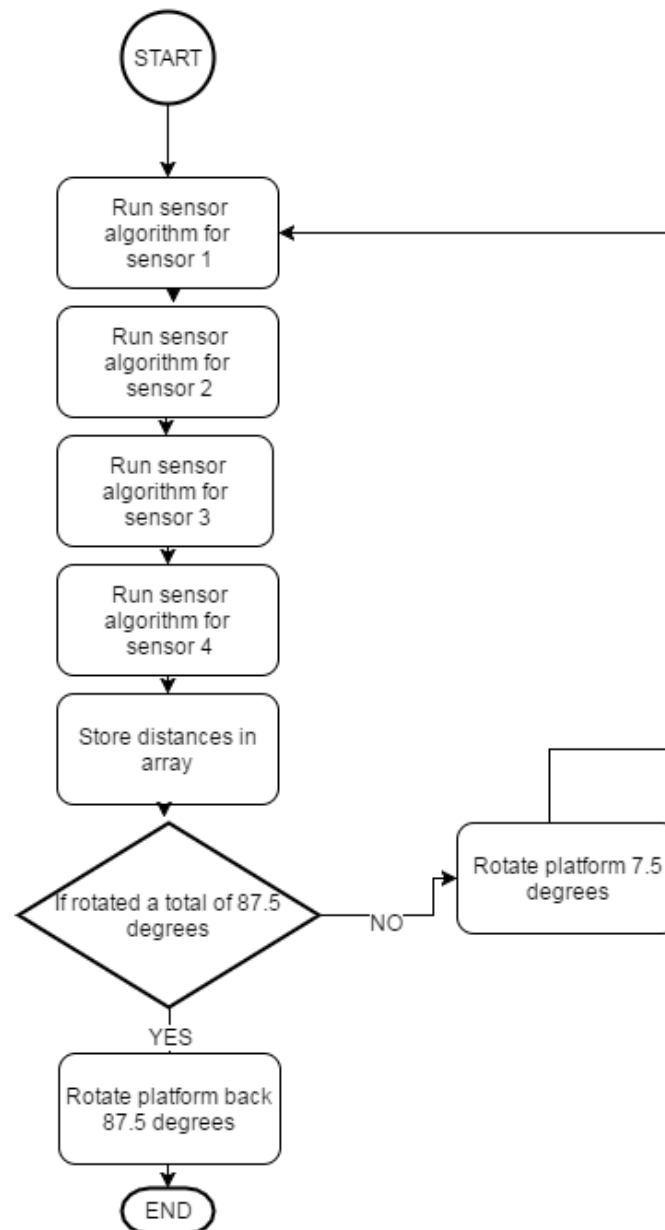 START
Run sensor
algorithm for
sensor 1
Run sensor
algorithm for
sensor 2
Run sensor
algorithm for
sensor 3
Run sensor
algorithm for
sensor 4
Store distances in
array
If rotated a total of 87.5
degrees
NO
Rotate platform 7.5
degrees
YES
Rotate platform back
87.5 degrees
END